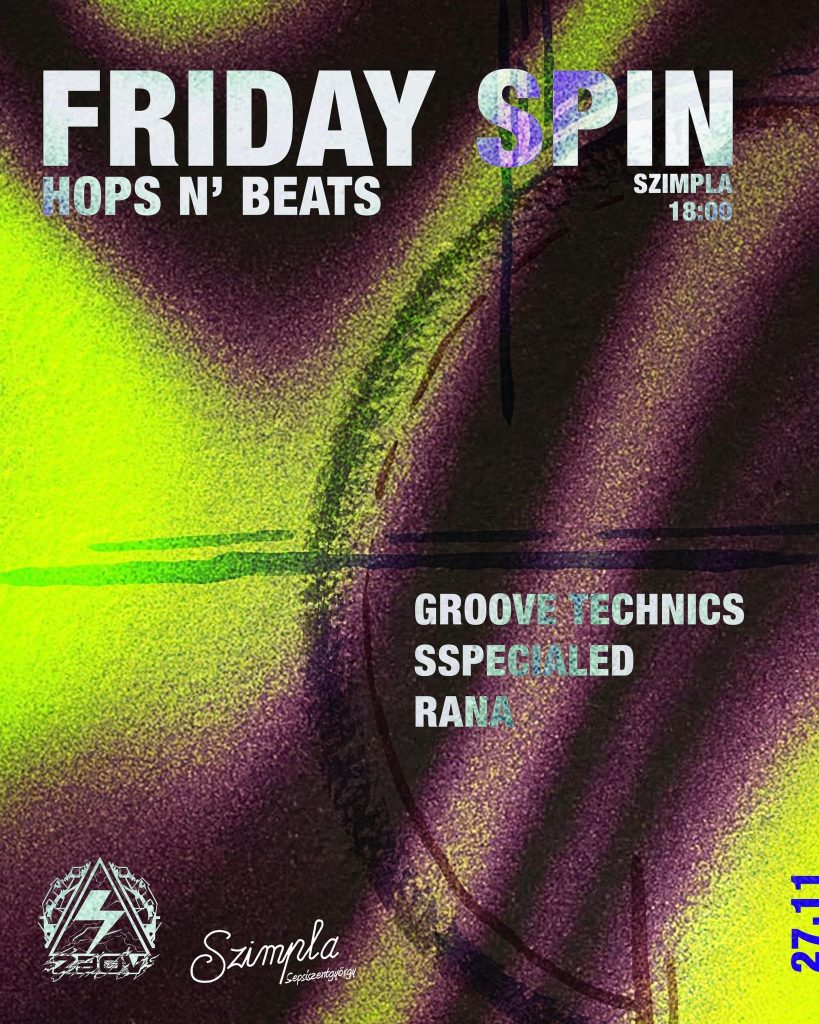 FRIDAY SPIN
HOPS N' BEATS
SZIMPLA
18:00
GROOVE TECHNICS
SSPECIALED
RANA
27.11
Szimpla
Sepsiszentgyörgy